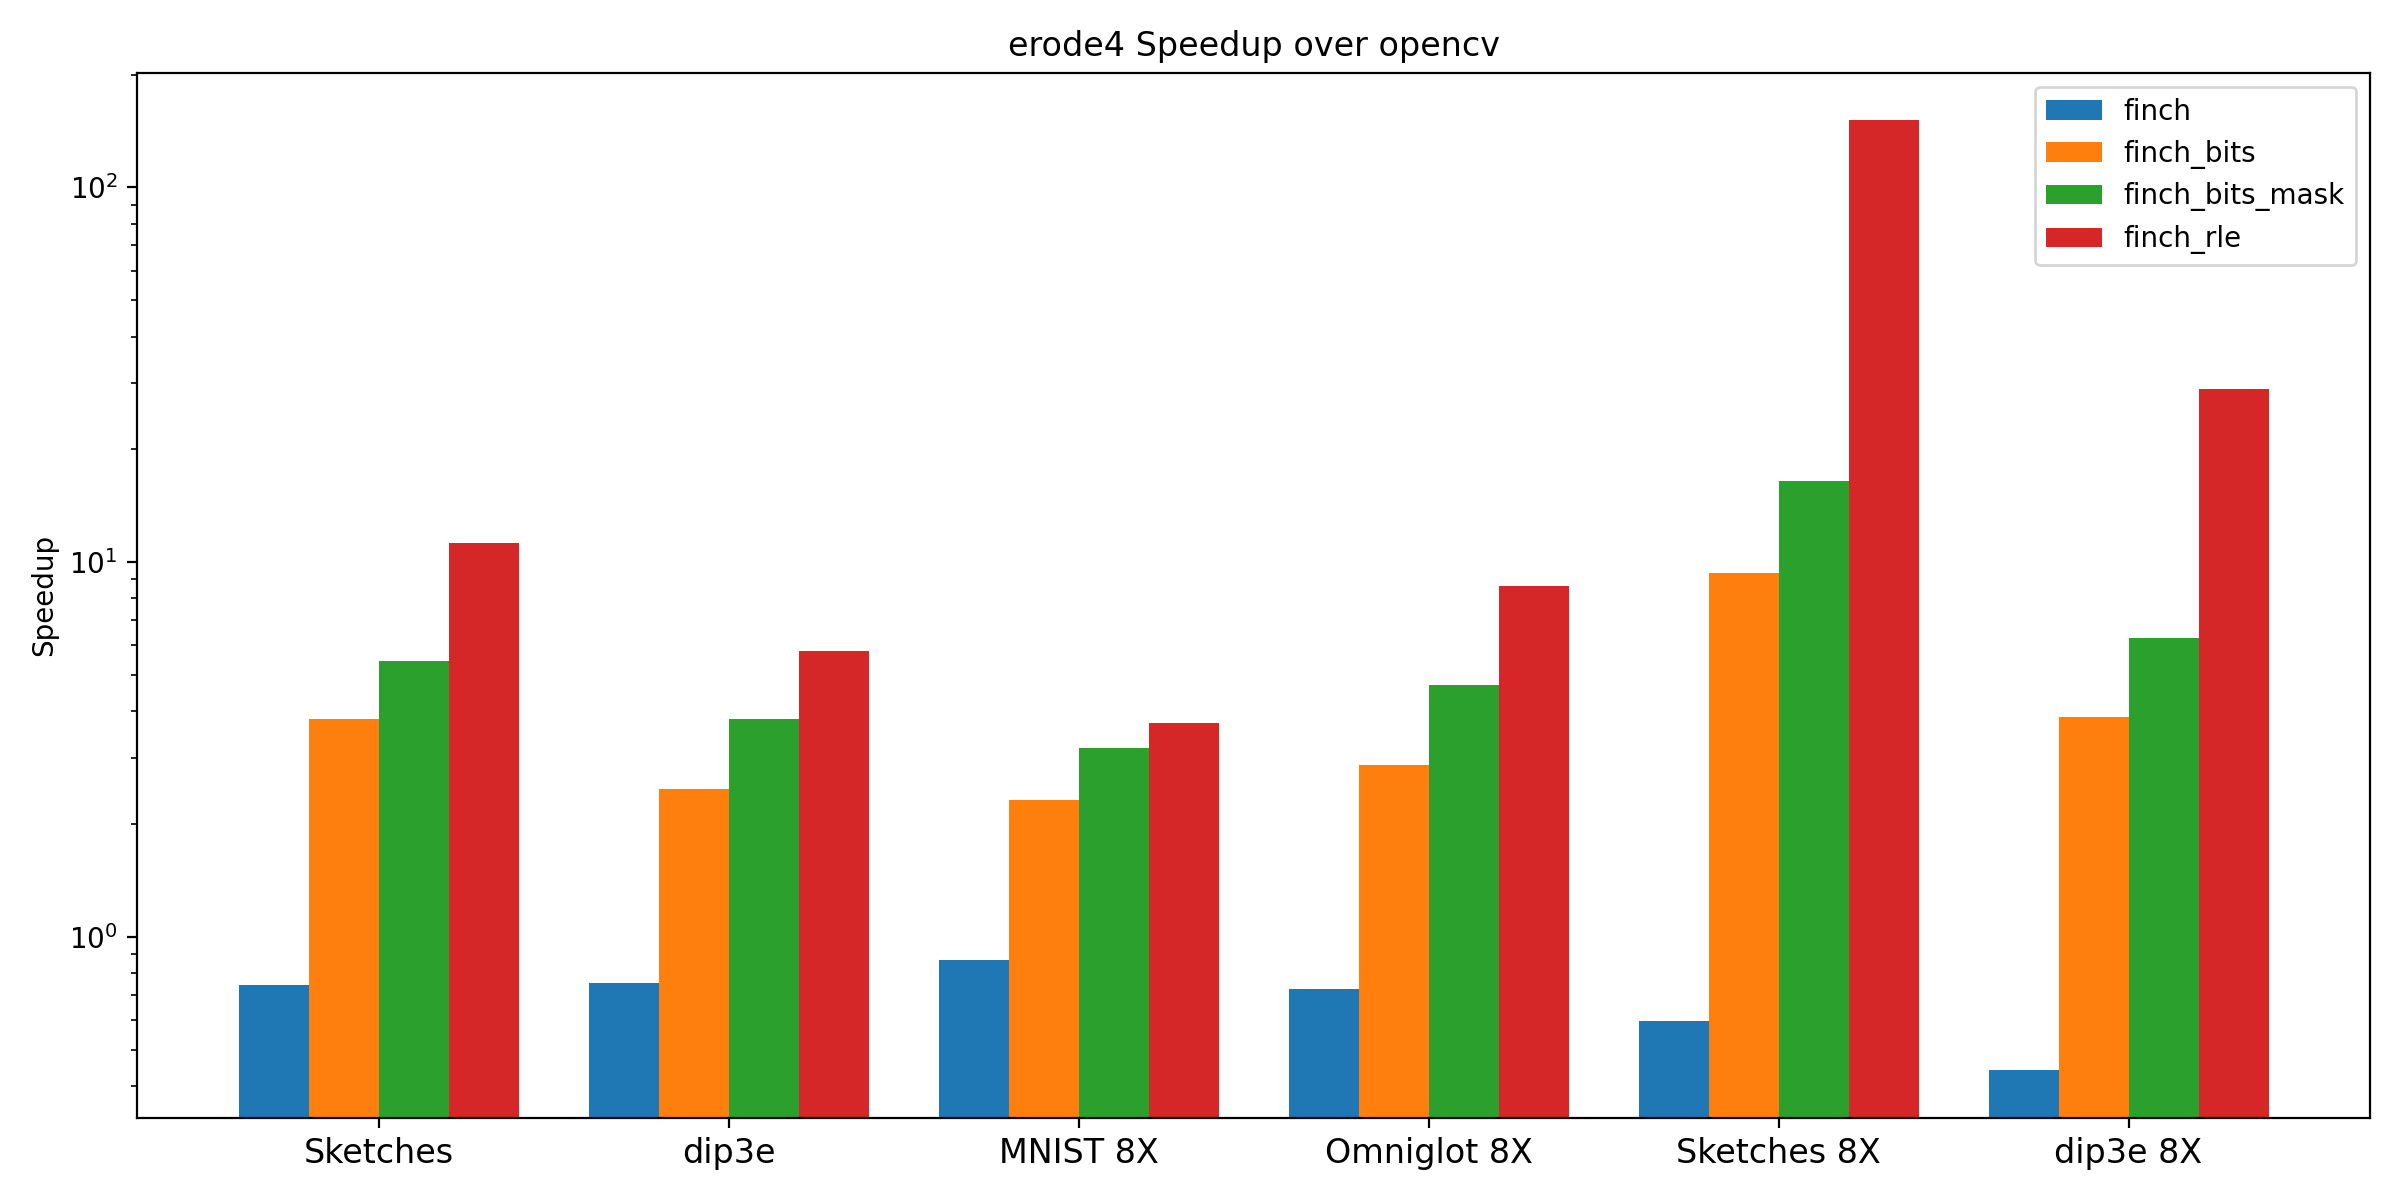 erode4 Speedup over opencv
finch
finch_bits
finch_bits_mask
finch_rle
Speedup
10²
10¹
10⁰
Sketches
dip3e
MNIST 8X
Omniglot 8X
Sketches 8X
dip3e 8X